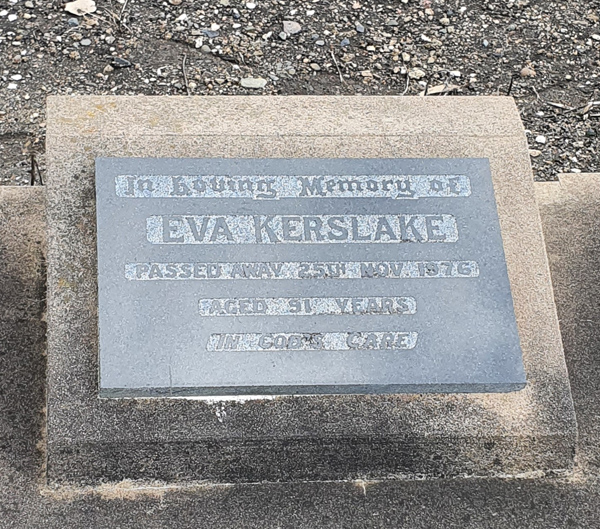 In Loving Memory of
EVA KERSLAKE
PASSED AWAY 25TH NOV 1976
AGED 91 YEARS
IN GOD'S CARE